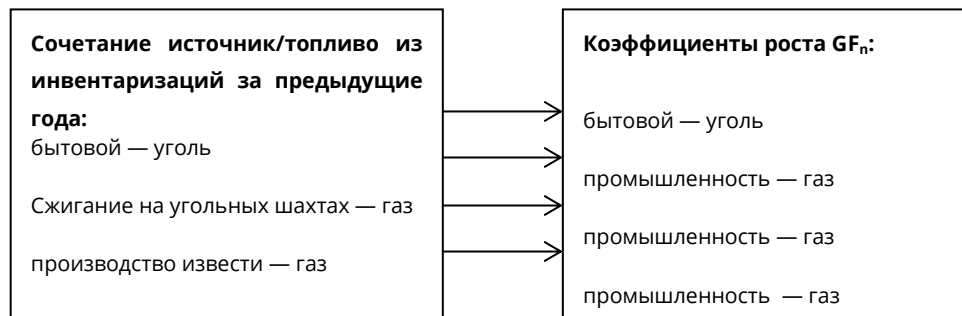 Сочетание источник/топливо из
инвентаризаций за предыдущие
года:
бытовой — уголь
Сжигание на угольных шахтах — газ
производство извести — газ
Коэффициенты роста GFn:
бытовой — уголь
промышленность — газ
промышленность — газ
промышленность — газ